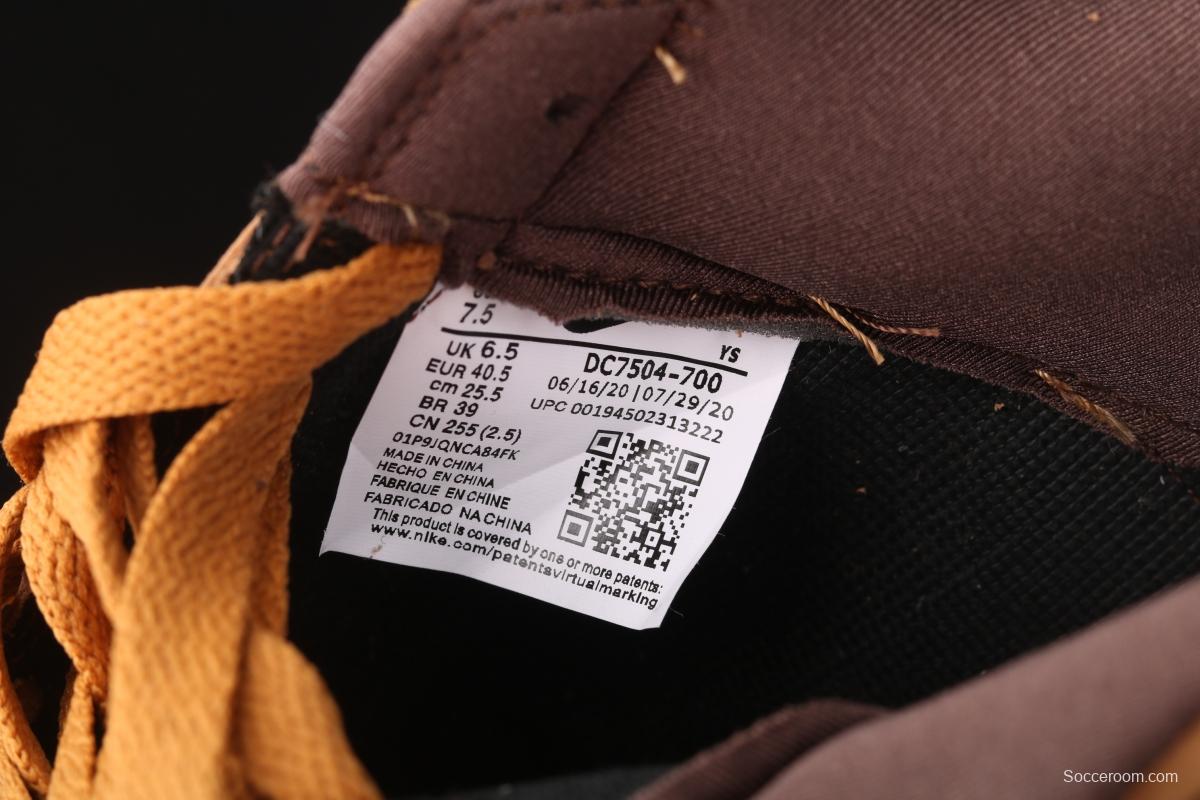 7.5
YS
UK 6.5
EUR 40.5
cm 25.5
BR 39
CN 255 (2.5)
01P9JQNCA84FK
MADE IN CHINA
HECHO EN CHINA
FABRIQUE EN CHINE
FABRICADO NA CHINA
This product is covered by one or more patents:
www.nike.com/patentsvirtualmarking
DC7504-700
06/16/20|07/29/20
UPC 00194502313222
Socceroom.com